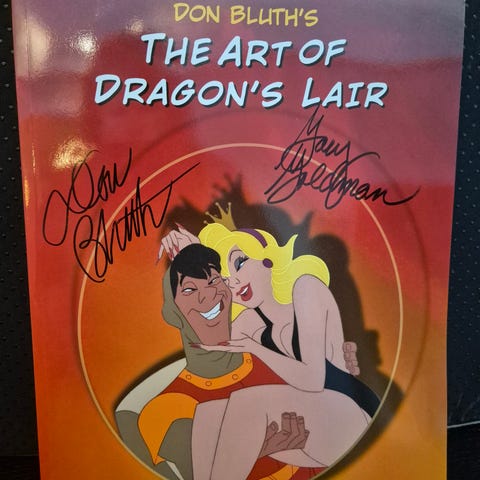 DON BLUTH'S
THE ART OF
DRAGON'S LAIR
Don
Bluth
Gary
Goldman